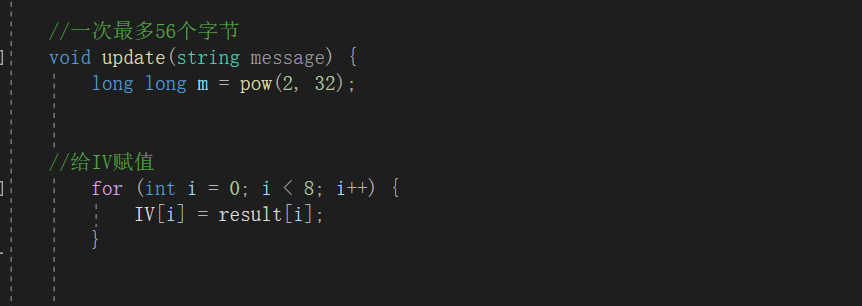 //一次最多56个字节
void update(string message) {
long long m = pow(2, 32);
//给IV赋值
for (int i = 0; i < 8; i++) {
IV[i] = result[i];
}